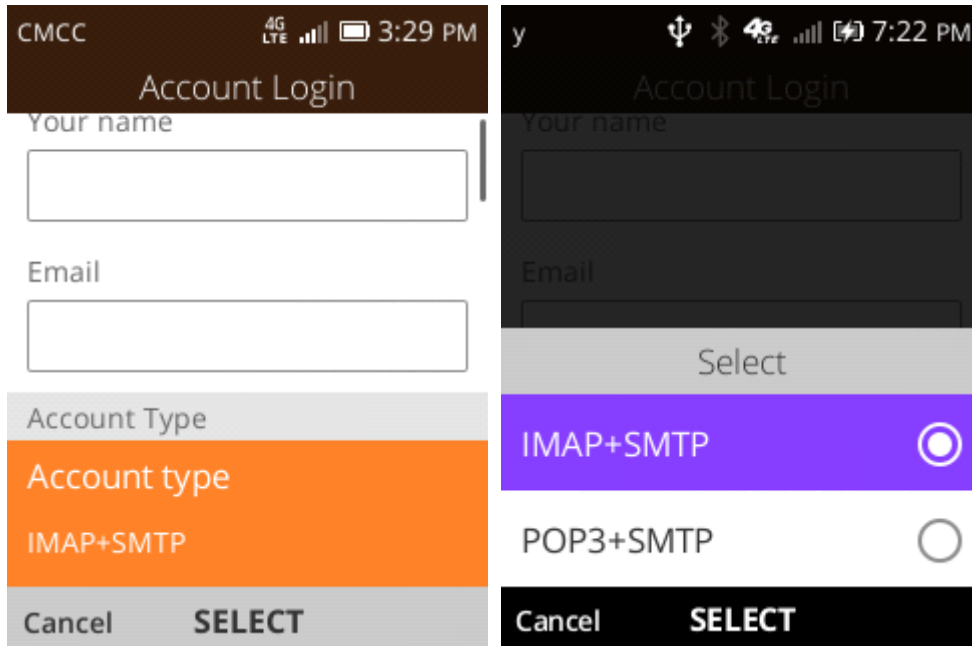 CMCC 4G LTE 3:29 PM
Account Login
Your name
Email
Account Type
Account type
IMAP+SMTP
Cancel SELECT
y 4G LTE 7:22 PM
Account Login
Your name
Email
Select
IMAP+SMTP
POP3+SMTP
Cancel SELECT